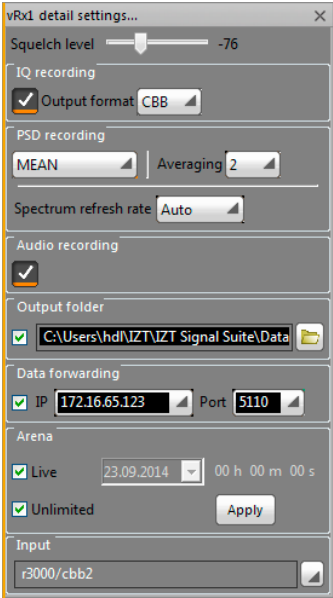 vRx1 detail settings...
Squelch level -76
IQ recording
Output format CBB
PSD recording
MEAN Averaging 2
Spectrum refresh rate Auto
Audio recording
Output folder
C:\Users\hdl\IZT\IZT Signal Suite\Data
Data forwarding
IP 172.16.65.123 Port 5110
Arena
Live 23.09.2014 00 h 00 m 00 s
Unlimited Apply
Input
r3000/cbb2